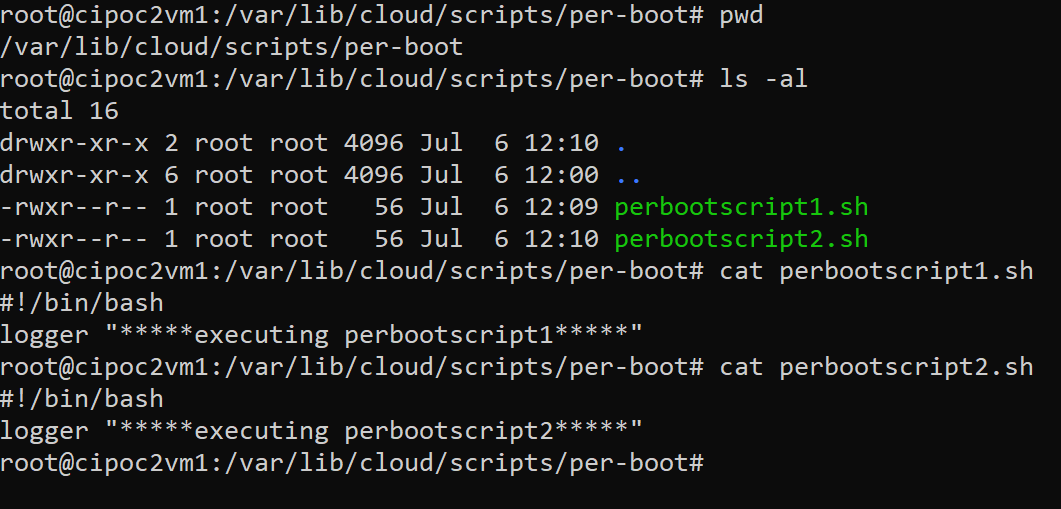 root@cipoc2vm1:/var/lib/cloud/scripts/per-boot# pwd
/var/lib/cloud/scripts/per-boot
root@cipoc2vm1:/var/lib/cloud/scripts/per-boot# ls -al
total 16
drwxr-xr-x 2 root root 4096 Jul  6 12:10 .
drwxr-xr-x 6 root root 4096 Jul  6 12:00 ..
-rwxr--r-- 1 root root   56 Jul  6 12:09 perbootscript1.sh
-rwxr--r-- 1 root root   56 Jul  6 12:10 perbootscript2.sh
root@cipoc2vm1:/var/lib/cloud/scripts/per-boot# cat perbootscript1.sh
#!/bin/bash
logger "*****executing perbootscript1*****"
root@cipoc2vm1:/var/lib/cloud/scripts/per-boot# cat perbootscript2.sh
#!/bin/bash
logger "*****executing perbootscript2*****"
root@cipoc2vm1:/var/lib/cloud/scripts/per-boot#